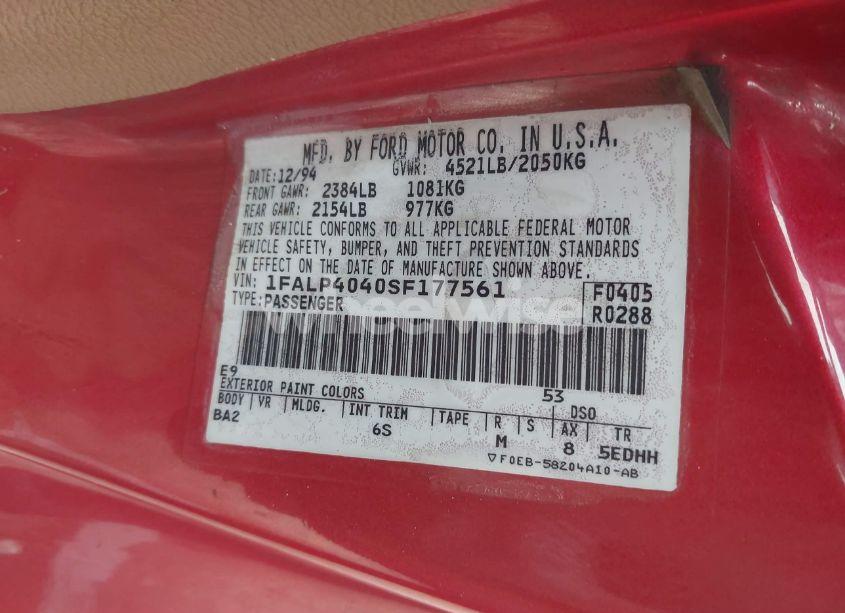 MFD. BY FORD MOTOR CO. IN U.S.A.
DATE: 12/94 GVWR: 4521LB/2050KG
FRONT GAWR: 2384LB 1081KG
REAR GAWR: 2154LB 977KG
THIS VEHICLE CONFORMS TO ALL APPLICABLE FEDERAL MOTOR
VEHICLE SAFETY, BUMPER, AND THEFT PREVENTION STANDARDS
IN EFFECT ON THE DATE OF MANUFACTURE SHOWN ABOVE.
VIN: 1FALP4040SF177561 F0405
TYPE: PASSENGER R0288
wheelwise
E9 53
EXTERIOR PAINT COLORS DSO
BODY VR MLDG. INT TRIM TAPE R S AX TR
BA2 6S M 8 5EDHH
▽F0EB-58204A10-AB